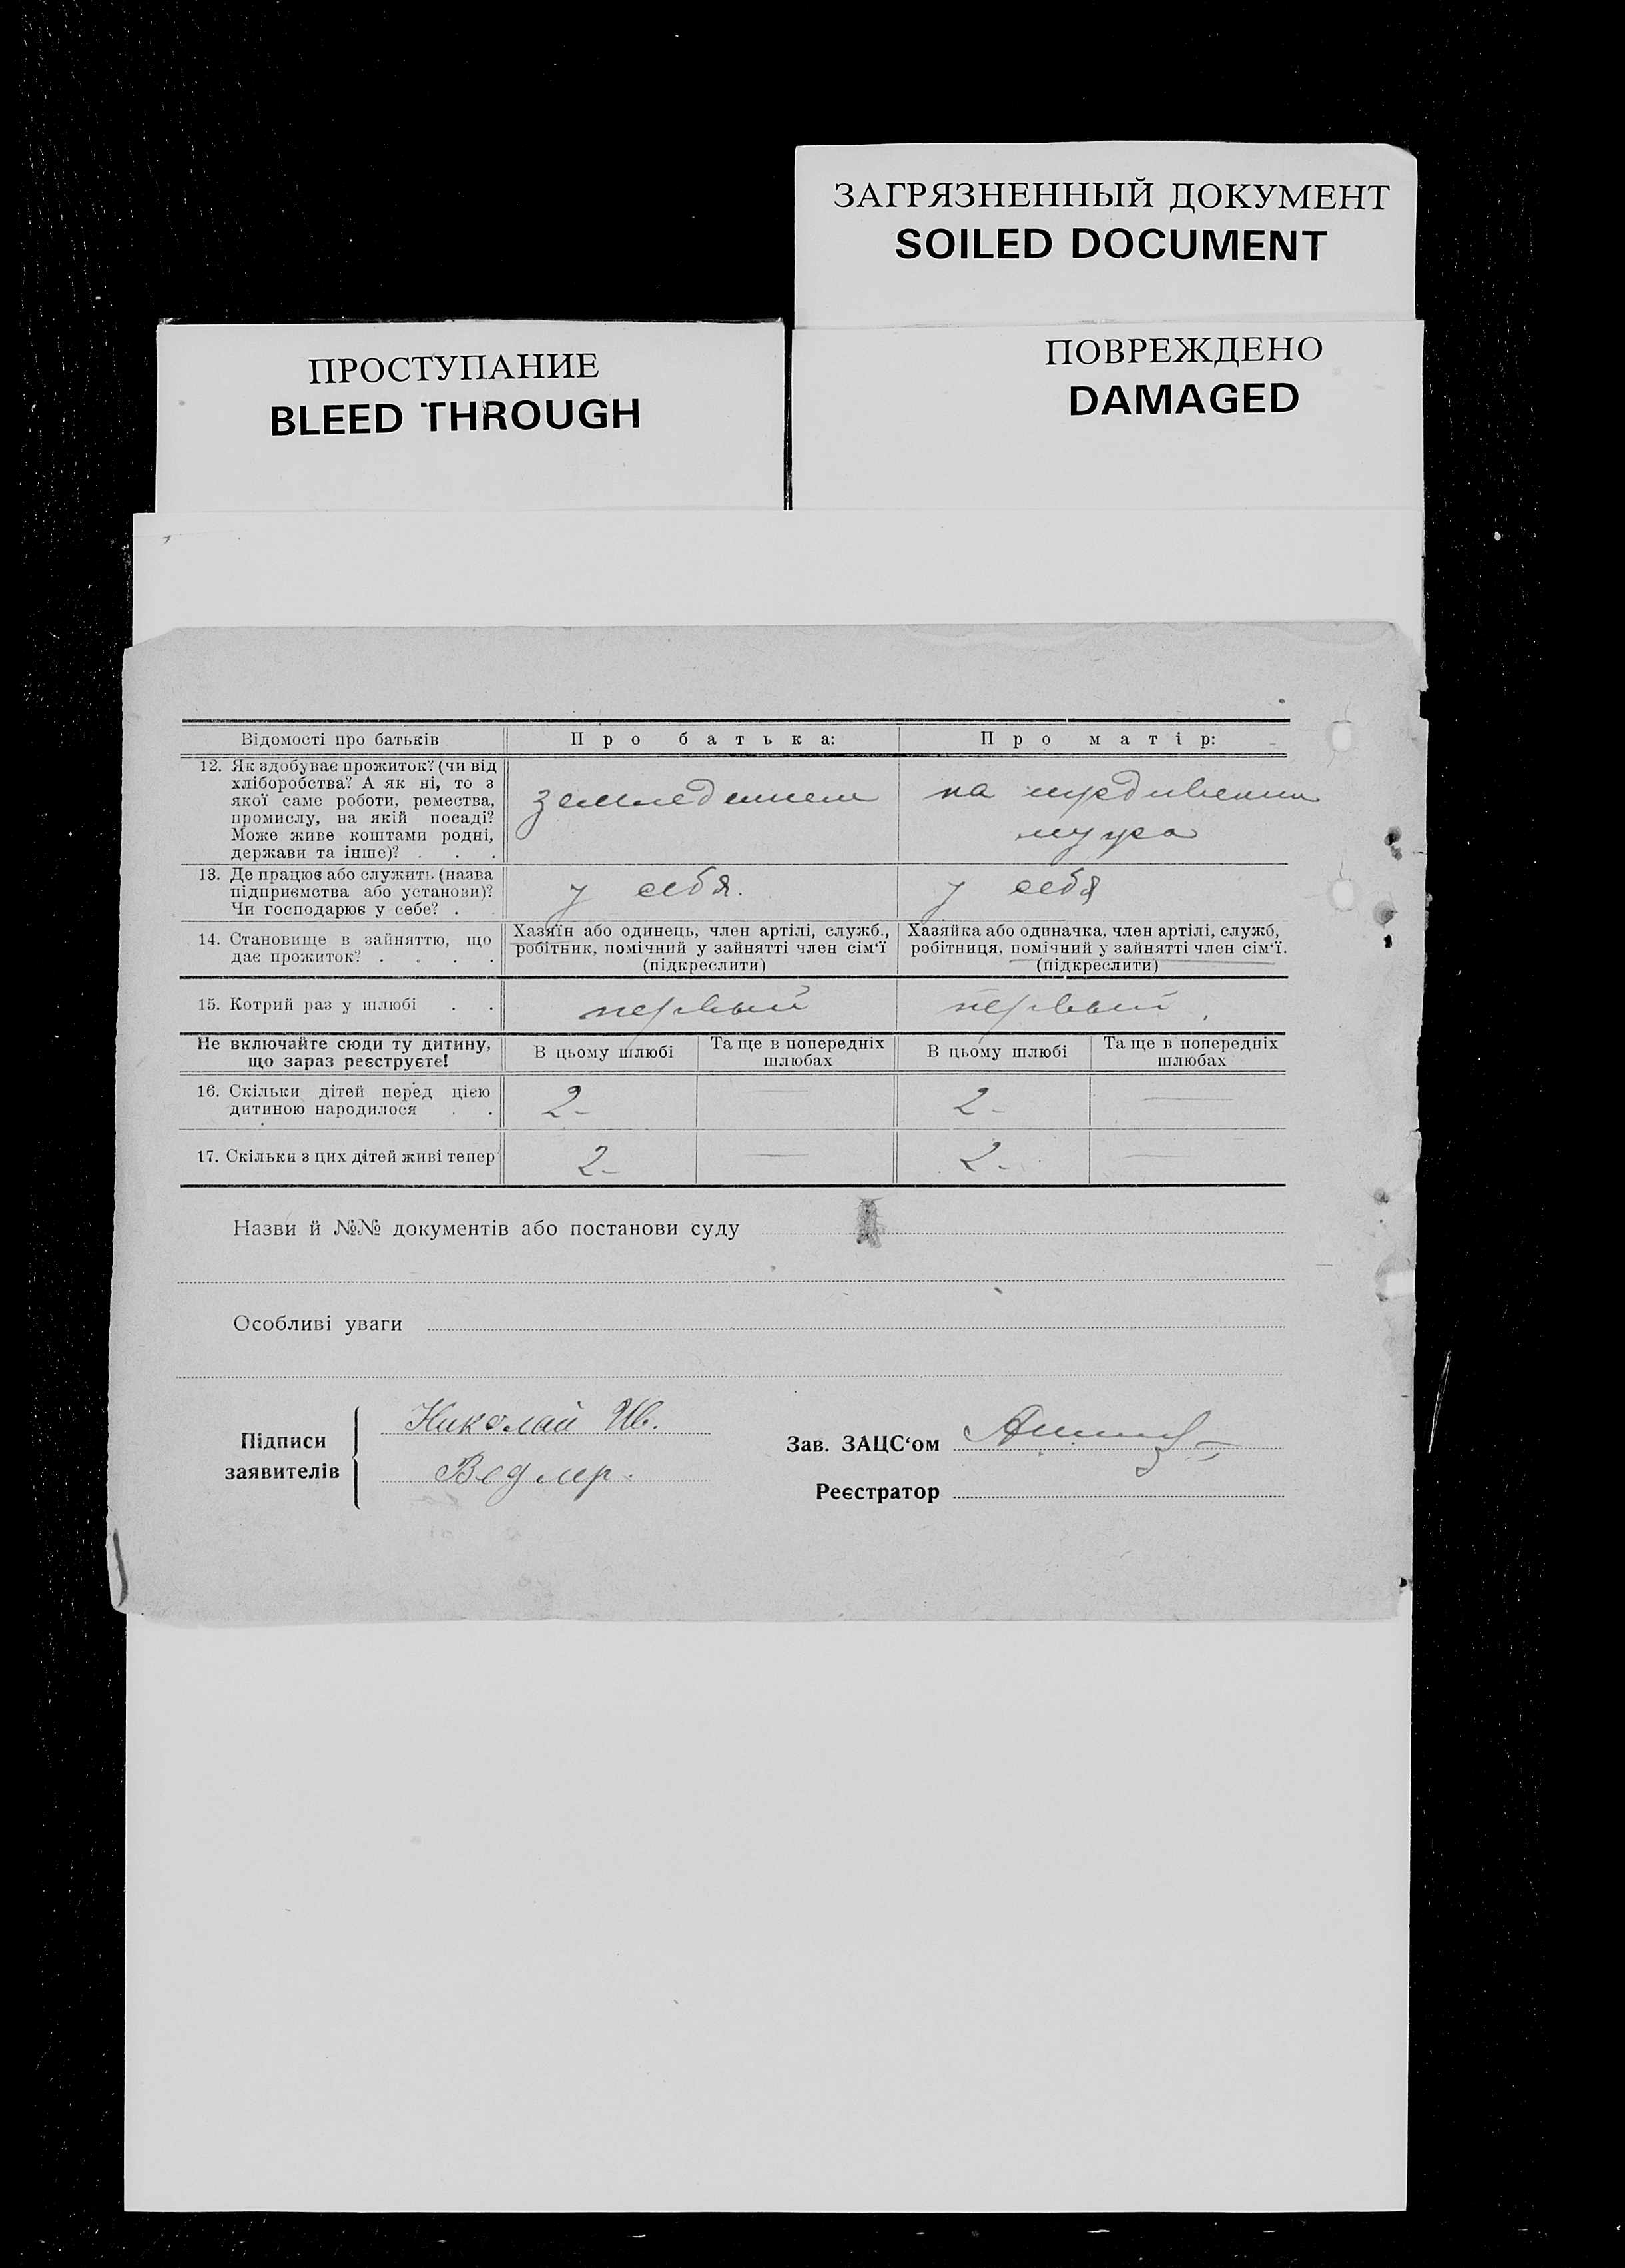 ЗАГРЯЗНЕННЫЙ ДОКУМЕНТ
SOILED DOCUMENT
ПРОСТУПАНИЕ
BLEED THROUGH
ПОВРЕЖДЕНО
DAMAGED
Відомості про батьків
Про батька:
Про матір:
12. Як здобуває прожиток? (чи від
хліборобства? А як ні, то з
якої саме роботи, ремества,
промислу, на якій посаді?
Може живе коштами родні,
держави та інше)? . . .
земледелием
на иждивении
мужа
13. Де працює або служить (назва
підприємства або установи)?
Чи господарює у себе? .
у себя.
у себя
14. Становище в зайняттю, що
дає прожиток? . . . .
Хазяїн або одинець, член артілі, служб.,
робітник, помічний у зайнятті член сім‘ї
(підкреслити)
Хазяйка або одиначка, член артілі, служб,
робітниця, помічний у зайнятті член сім‘ї.
(підкреслити)
15. Котрий раз у шлюбі . .
первый
первый
Не включайте сюди ту дитину,
що зараз реєструєте!
В цьому шлюбі
Та ще в попередніх
шлюбах
В цьому шлюбі
Та ще в попередніх
шлюбах
16. Скільки дітей перед цією
дитиною народилося . .
2 -
—
2 -
—
17. Скільки з цих дітей живі тепер
2 -
—
2 -
—
Назви й №№ документів або постанови суду
Особливі уваги
Підписи
заявителів
Николай Ив.
Зав. ЗАЦС‘ом
Реєстратор